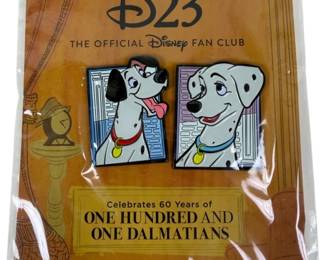 D23
THE OFFICIAL Disney FAN CLUB
Celebrates 60 Years of
ONE HUNDRED AND
ONE DALMATIANS